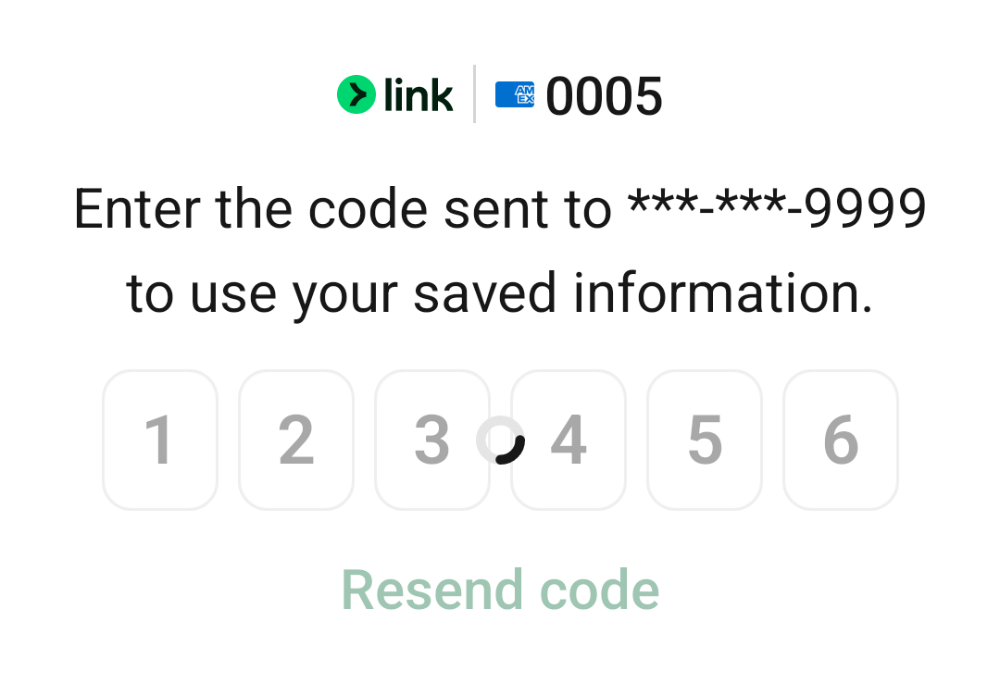 link AMEX 0005
Enter the code sent to ***-***-9999
to use your saved information.
1 2 3 4 5 6
Resend code